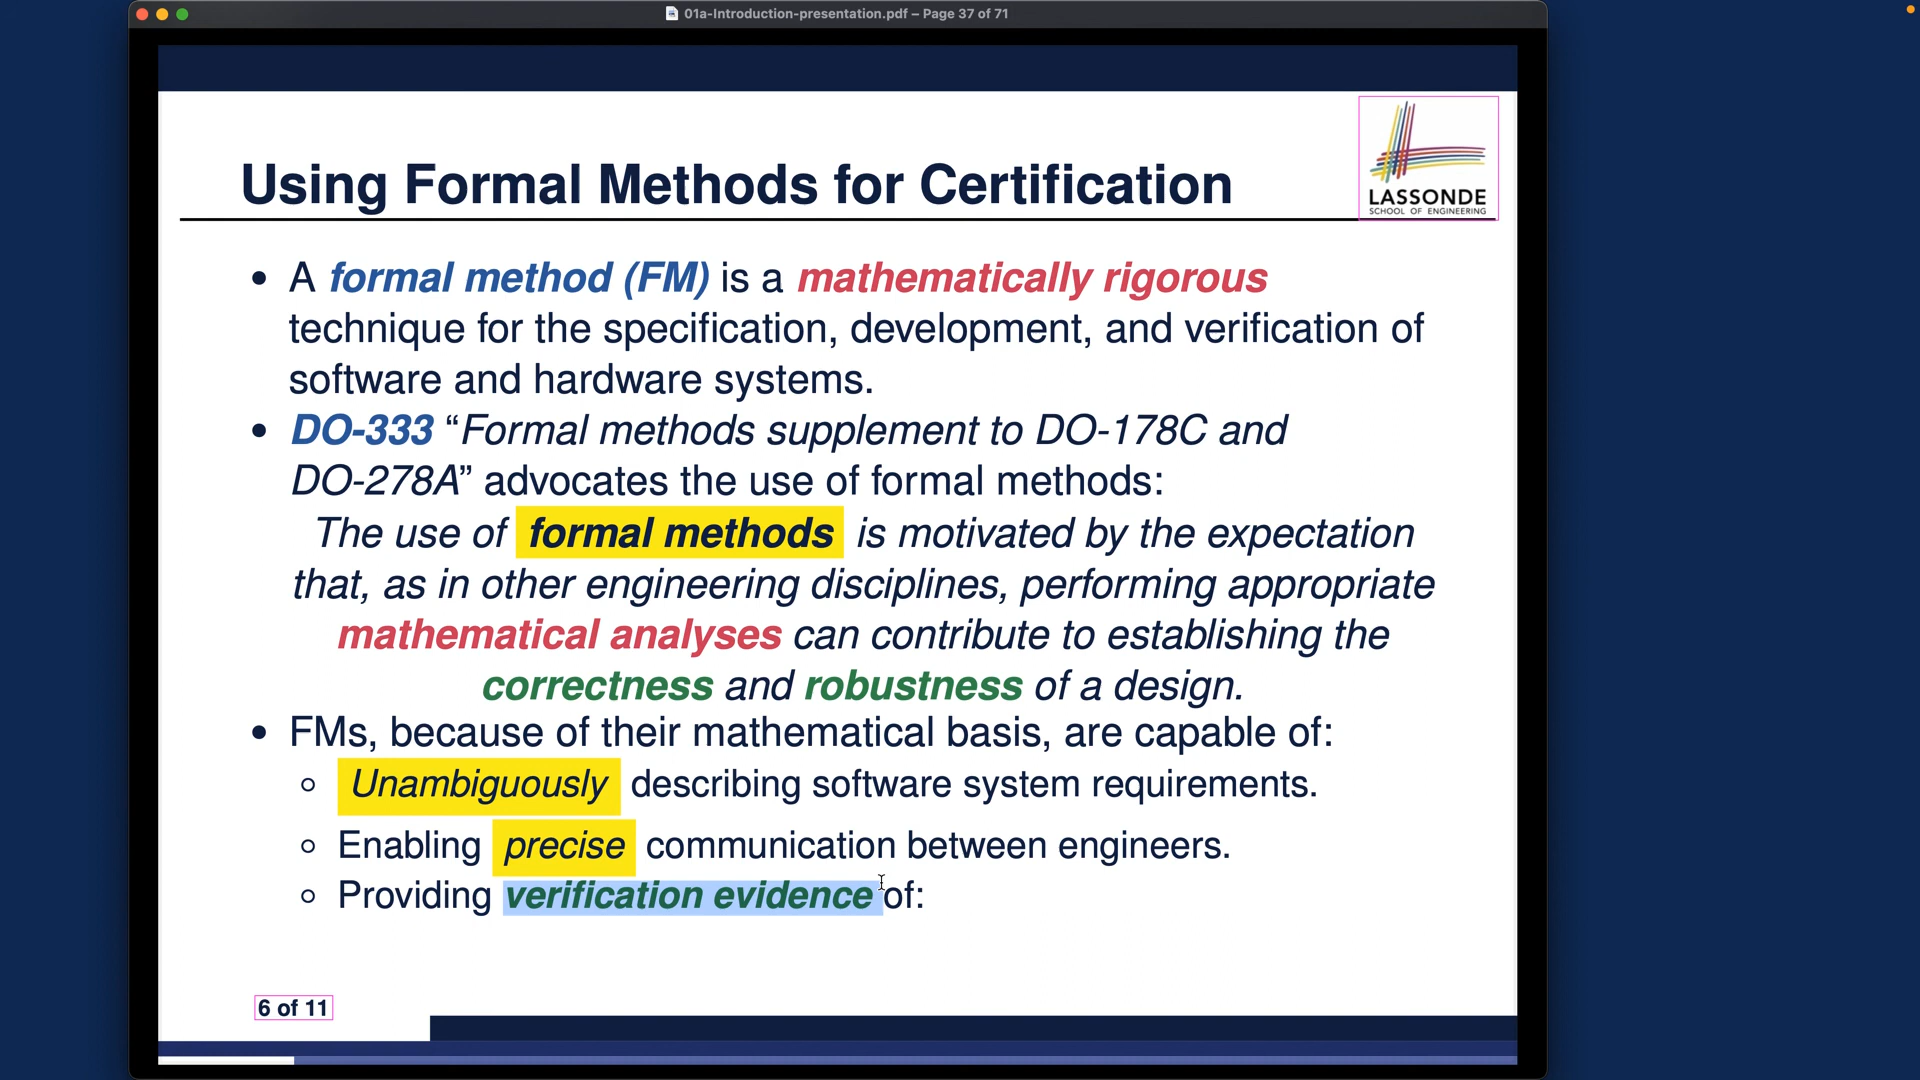 01a-Introduction-presentation.pdf – Page 37 of 71
LASSONDE
SCHOOL OF ENGINEERING
Using Formal Methods for Certification
• A formal method (FM) is a mathematically rigorous
technique for the specification, development, and verification of
software and hardware systems.
• DO-333 “Formal methods supplement to DO-178C and
DO-278A” advocates the use of formal methods:
The use of formal methods is motivated by the expectation
that, as in other engineering disciplines, performing appropriate
mathematical analyses can contribute to establishing the
correctness and robustness of a design.
• FMs, because of their mathematical basis, are capable of:
○ Unambiguously describing software system requirements.
○ Enabling precise communication between engineers.
○ Providing verification evidence of:
6 of 11